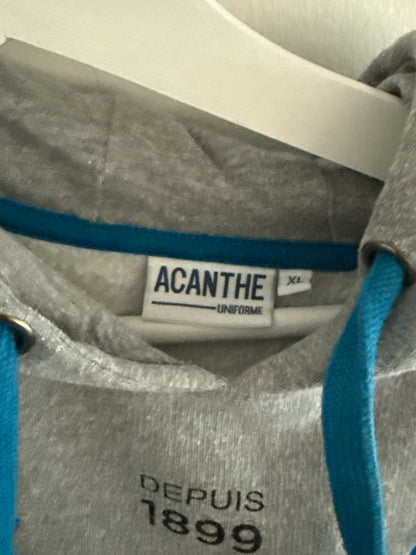 ACANTHE
UNIFORME
XL
DEPUIS
1899